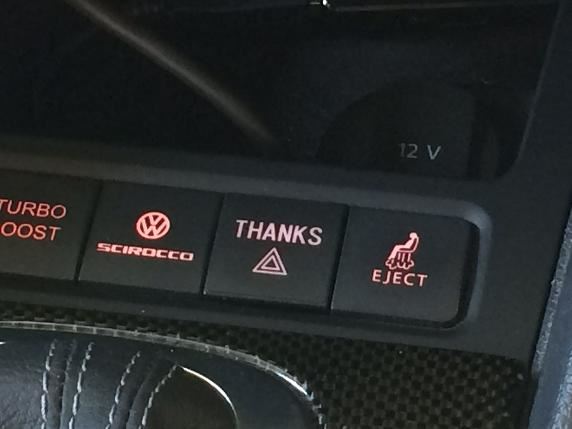 12 V
TURBO
OOST
SCIROCCO
THANKS
EJECT